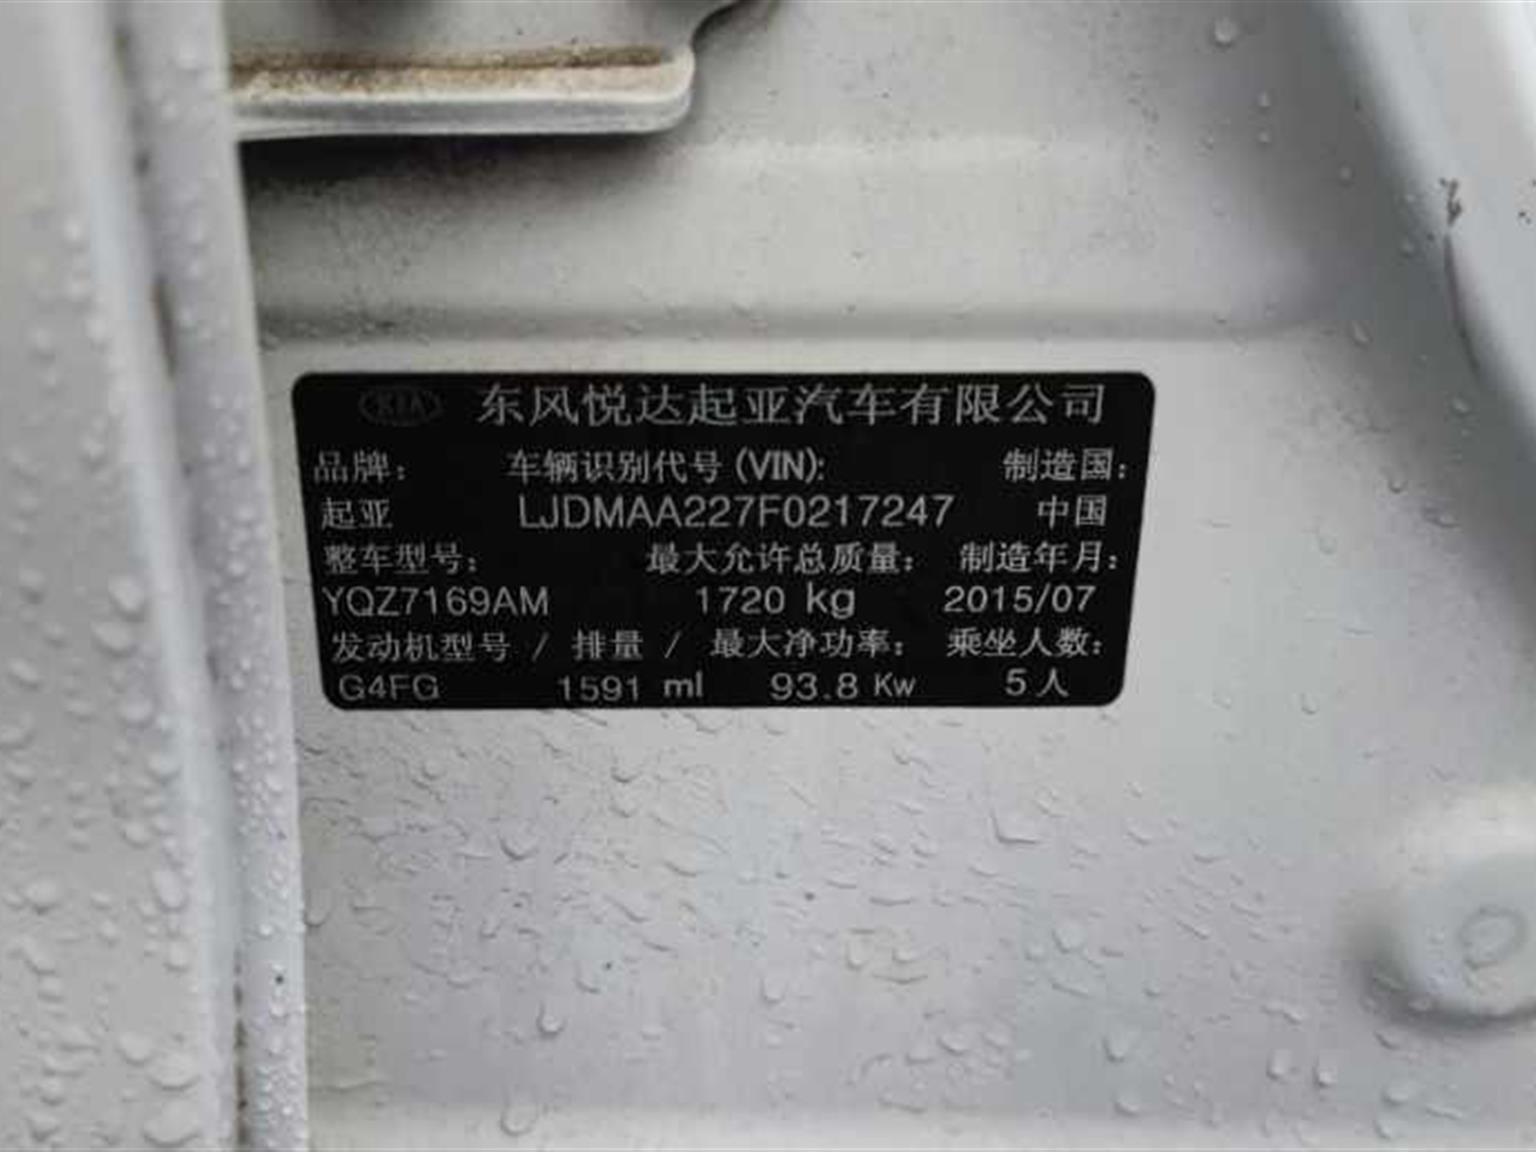 KIA 东风悦达起亚汽车有限公司
品牌: 车辆识别代号(VIN): 制造国:
起亚 LJDMAA227F0217247 中国
整车型号: 最大允许总质量: 制造年月:
YQZ7169AM 1720 kg 2015/07
发动机型号 / 排量 / 最大净功率: 乘坐人数:
G4FG 1591 ml 93.8 Kw 5人